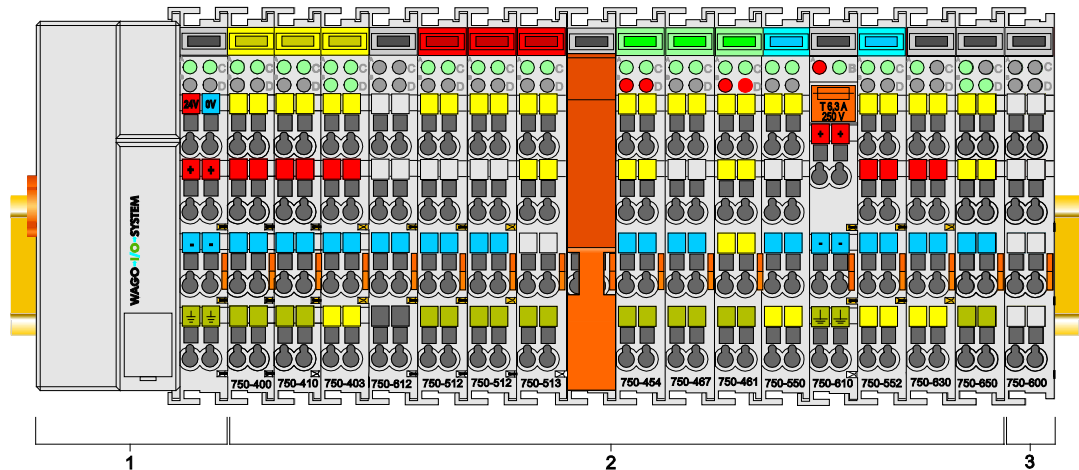 C C C C C C C C C C C C B C C C C
D D D D D D D D D D D D D D D
24V 0V
T 6,3 A
250 V
+ +
+ +
- -
- -
WAGO-I/O-SYSTEM
750-400 750-410 750-403 750-612 750-512 750-512 750-513 750-454 750-467 750-461 750-550 750-610 750-552 750-630 750-650 750-600
1 2 3